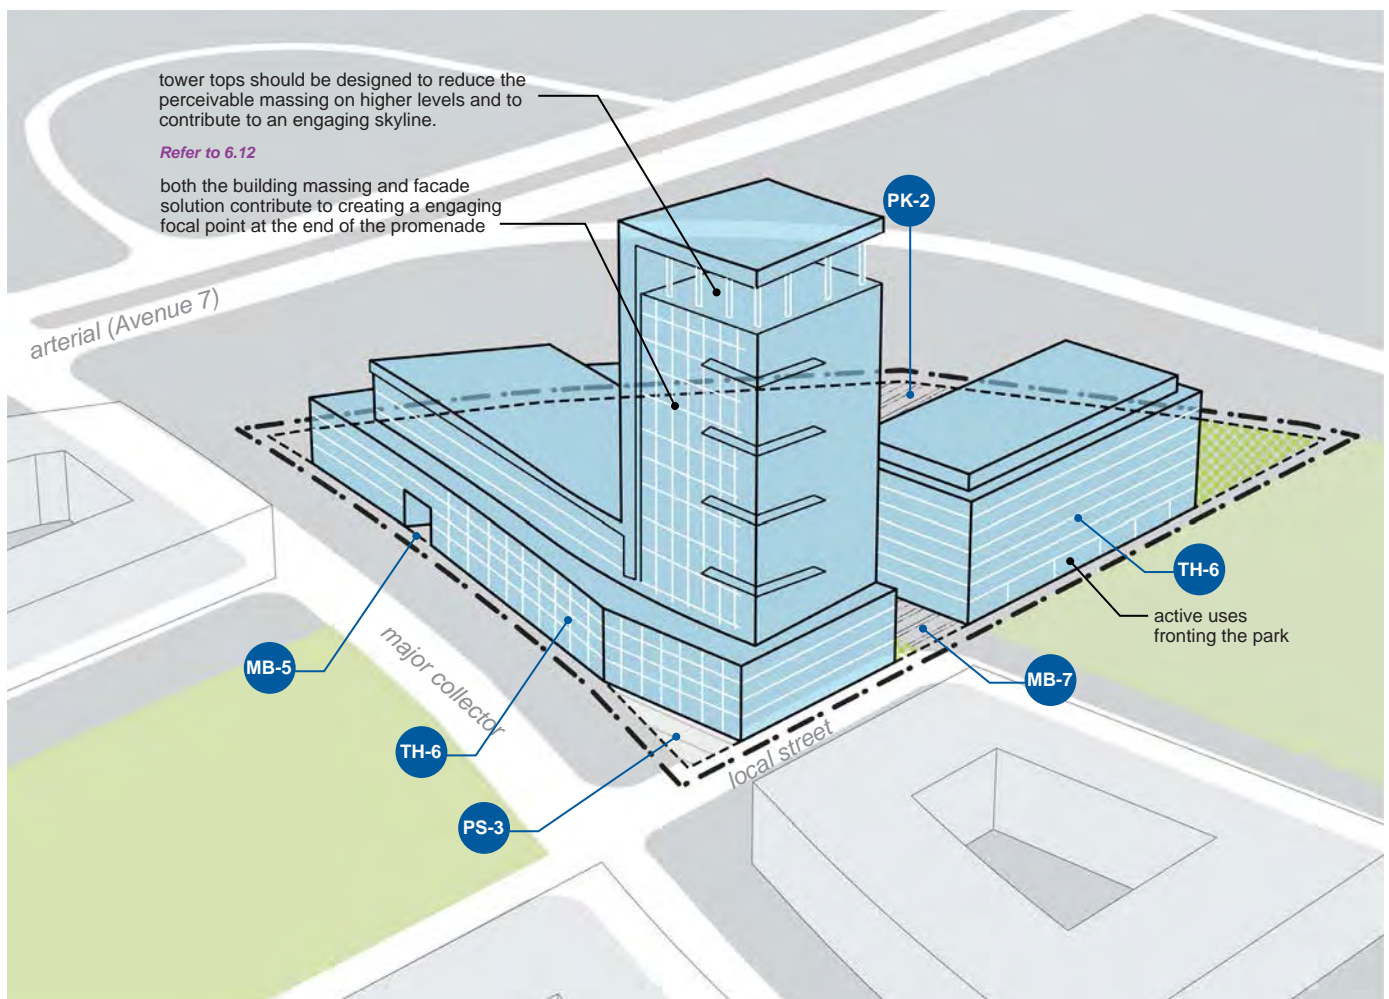 tower tops should be designed to reduce the
perceivable massing on higher levels and to
contribute to an engaging skyline.
Refer to 6.12
both the building massing and facade
solution contribute to creating a engaging
focal point at the end of the promenade
PK-2
arterial (Avenue 7)
TH-6
active uses
fronting the park
MB-5
MB-7
major collector
TH-6
local street
PS-3